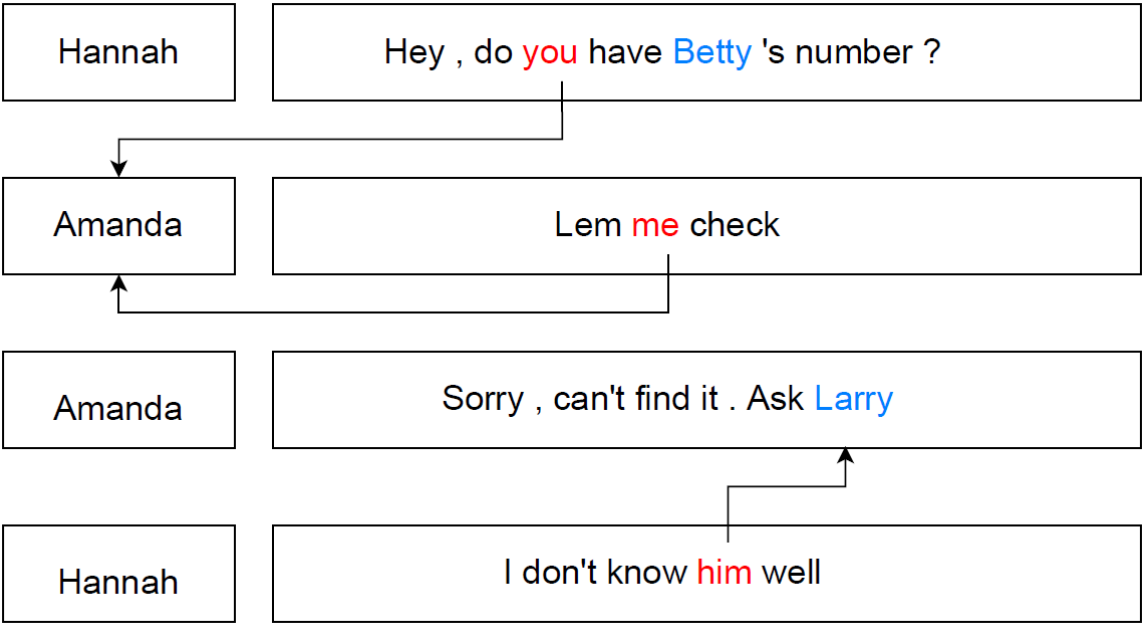 Hannah Hey , do you have Betty 's number ?
Amanda Lem me check
Amanda Sorry , can't find it . Ask Larry
Hannah I don't know him well